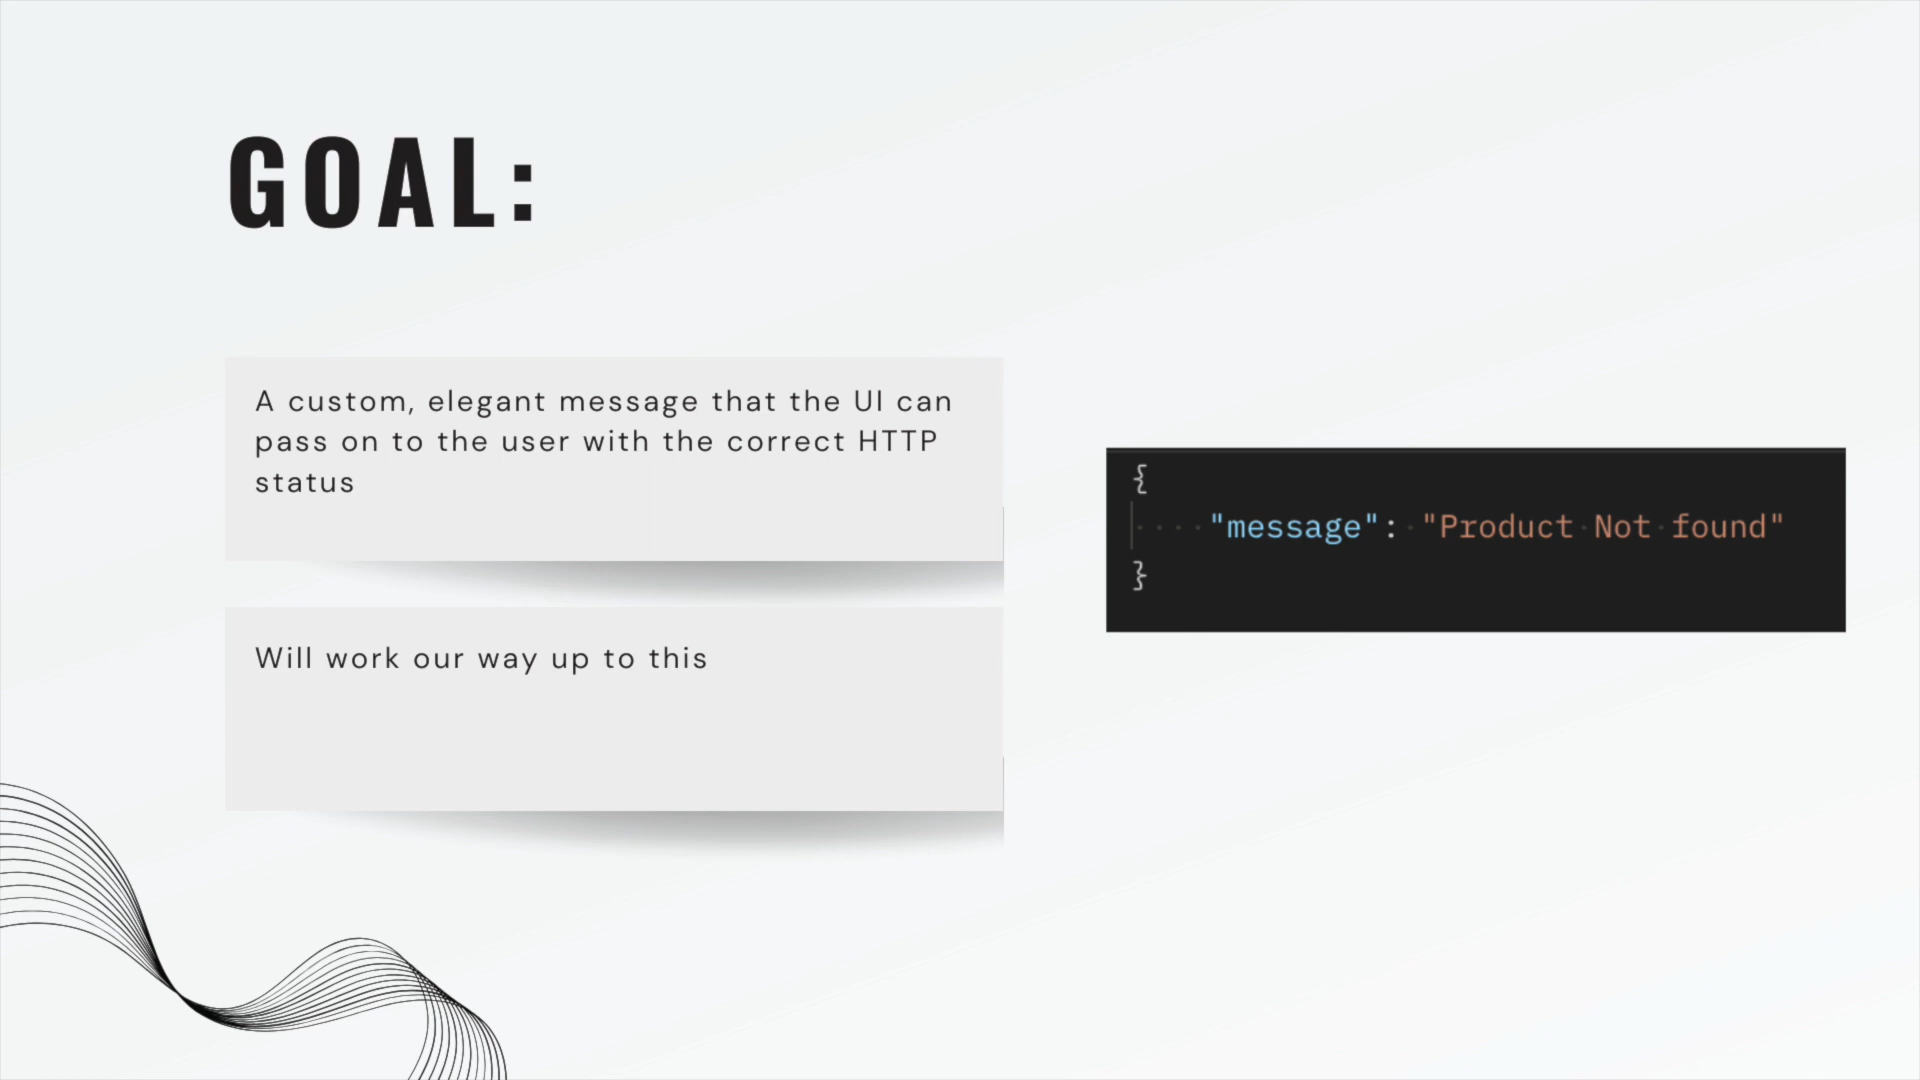 GOAL:
A custom, elegant message that the UI can
pass on to the user with the correct HTTP
status
Will work our way up to this
{
"message": "Product Not found"
}